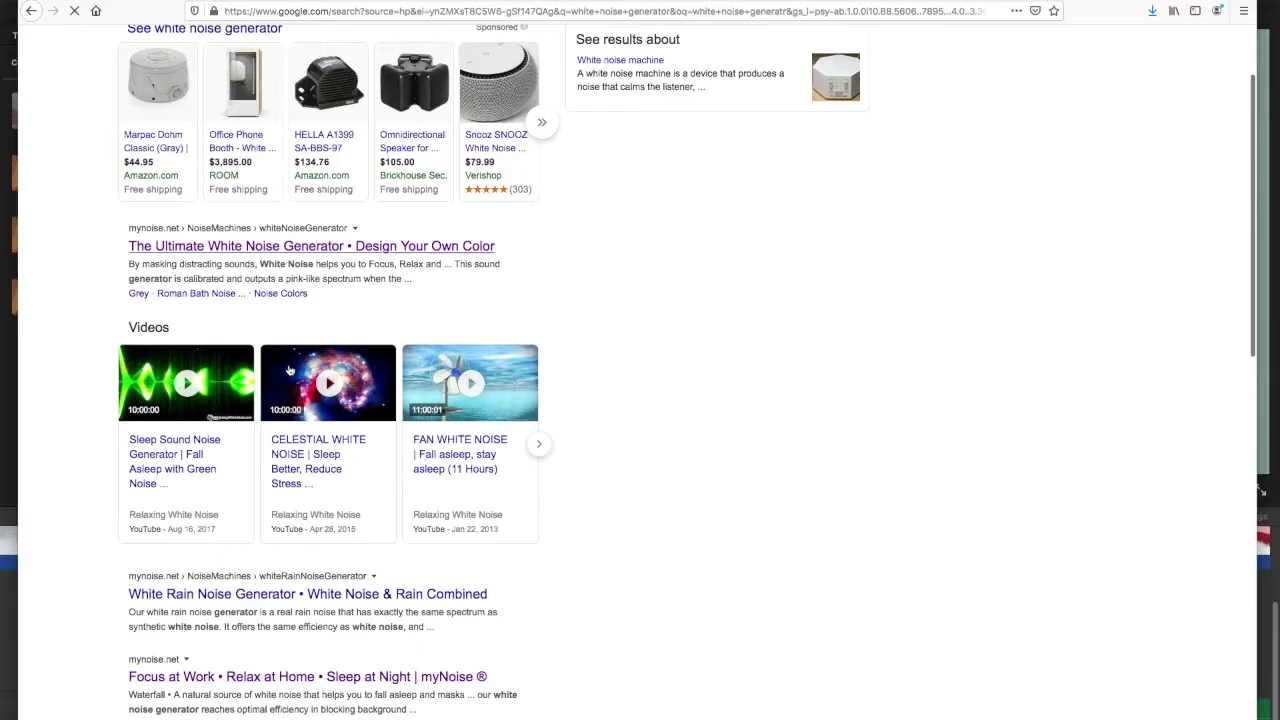 https://www.google.com/search?source=hp&ei=ynZMXsT8C5W6-gSf147QAg&q=white+noise+generator&oq=white+noise+generatr&gs_l=psy-ab.1.0.0i10.88.5606..7895...4.0..3.3
See white noise generator
Sponsored
Marpac Dohm Classic (Gray) |
$44.95
Amazon.com
Free shipping
Office Phone Booth - White ...
$3,895.00
ROOM
Free shipping
HELLA A1399 SA-BBS-97
$134.76
Amazon.com
Free shipping
Omnidirectional Speaker for ...
$105.00
Brickhouse Sec.
Free shipping
Snooz SNOOZ White Noise ...
$79.99
Verishop
★★★★★ (303)
See results about
White noise machine
A white noise machine is a device that produces a
noise that calms the listener, ...
mynoise.net › NoiseMachines › whiteNoiseGenerator
The Ultimate White Noise Generator • Design Your Own Color
By masking distracting sounds, White Noise helps you to Focus, Relax and ... This sound
generator is calibrated and outputs a pink-like spectrum when the ...
Grey · Roman Bath Noise ... · Noise Colors
Videos
10:00:00
Sleep Sound Noise
Generator | Fall
Asleep with Green
Noise ...
Relaxing White Noise
YouTube - Aug 16, 2017
10:00:00
CELESTIAL WHITE
NOISE | Sleep
Better, Reduce
Stress ...
Relaxing White Noise
YouTube - Apr 28, 2015
11:00:01
FAN WHITE NOISE
| Fall asleep, stay
asleep (11 Hours)
Relaxing White Noise
YouTube - Jan 22, 2013
mynoise.net › NoiseMachines › whiteRainNoiseGenerator
White Rain Noise Generator • White Noise & Rain Combined
Our white rain noise generator is a real rain noise that has exactly the same spectrum as
synthetic white noise. It offers the same efficiency as white noise, and ...
mynoise.net
Focus at Work • Relax at Home • Sleep at Night | myNoise ®
Waterfall • A natural source of white noise that helps you to fall asleep and masks ... our white
noise generator reaches optimal efficiency in blocking background ...